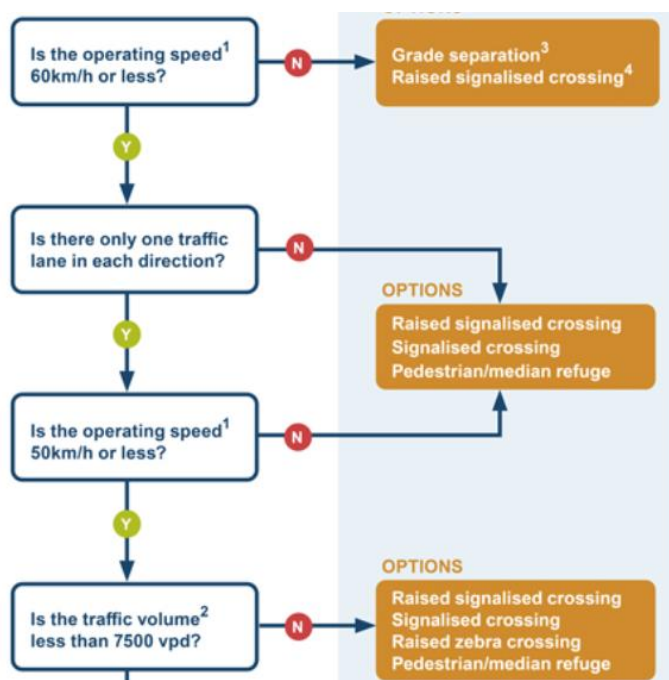 OPTIONS
Is the operating speed¹
60km/h or less?
N
Grade separation³
Raised signalised crossing⁴
Y
Is there only one traffic
lane in each direction?
N
OPTIONS
Raised signalised crossing
Signalised crossing
Pedestrian/median refuge
Y
Is the operating speed¹
50km/h or less?
N
Y
OPTIONS
Is the traffic volume²
less than 7500 vpd?
N
Raised signalised crossing
Signalised crossing
Raised zebra crossing
Pedestrian/median refuge